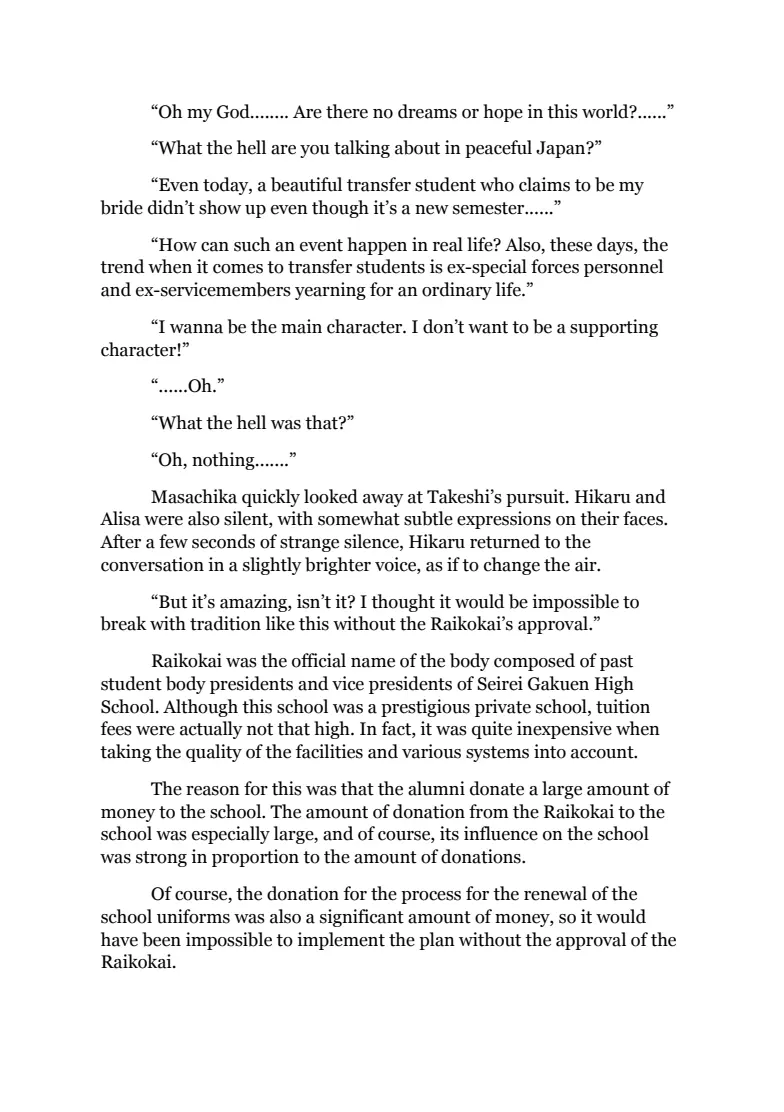 “Oh my God........ Are there no dreams or hope in this world?......”
“What the hell are you talking about in peaceful Japan?”
“Even today, a beautiful transfer student who claims to be my
bride didn’t show up even though it’s a new semester......”
“How can such an event happen in real life? Also, these days, the
trend when it comes to transfer students is ex-special forces personnel
and ex-servicemembers yearning for an ordinary life.”
“I wanna be the main character. I don’t want to be a supporting
character!”
“......Oh.”
“What the hell was that?”
“Oh, nothing.......”
Masachika quickly looked away at Takeshi’s pursuit. Hikaru and
Alisa were also silent, with somewhat subtle expressions on their faces.
After a few seconds of strange silence, Hikaru returned to the
conversation in a slightly brighter voice, as if to change the air.
“But it’s amazing, isn’t it? I thought it would be impossible to
break with tradition like this without the Raikokai’s approval.”
Raikokai was the official name of the body composed of past
student body presidents and vice presidents of Seirei Gakuen High
School. Although this school was a prestigious private school, tuition
fees were actually not that high. In fact, it was quite inexpensive when
taking the quality of the facilities and various systems into account.
The reason for this was that the alumni donate a large amount of
money to the school. The amount of donation from the Raikokai to the
school was especially large, and of course, its influence on the school
was strong in proportion to the amount of donations.
Of course, the donation for the process for the renewal of the
school uniforms was also a significant amount of money, so it would
have been impossible to implement the plan without the approval of the
Raikokai.